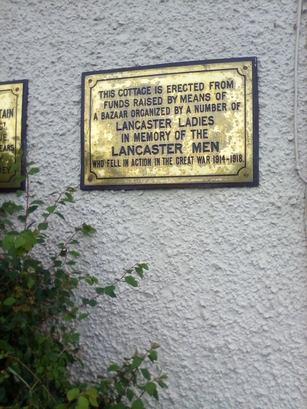 THIS COTTAGE IS ERECTED FROM
FUNDS RAISED BY MEANS OF
A BAZAAR ORGANIZED BY A NUMBER OF
LANCASTER LADIES
IN MEMORY OF THE
LANCASTER MEN
WHO FELL IN ACTION IN THE GREAT WAR 1914-1918.